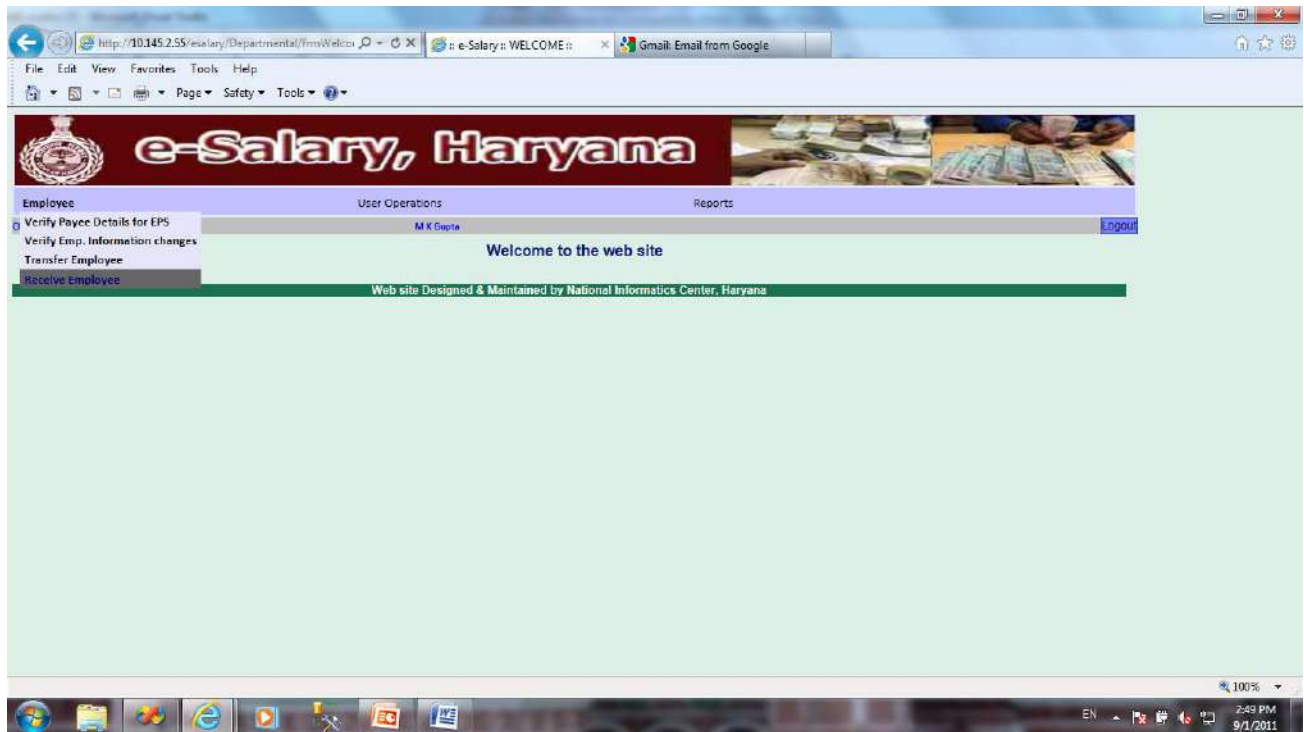 http://10.145.2.55/esalary/Departmental/frmWelco
:: e-Salary :: WELCOME ::
Gmail: Email from Google
File Edit View Favorites Tools Help
Page Safety Tools
e-Salary, Haryana
Employee User Operations Reports
Verify Payee Details for EPS
M K Gupta
Logout
Verify Emp. Information changes
Welcome to the web site
Transfer Employee
Receive Employee
Web site Designed & Maintained by National Informatics Center, Haryana
100%
EN
2:49 PM
9/1/2011